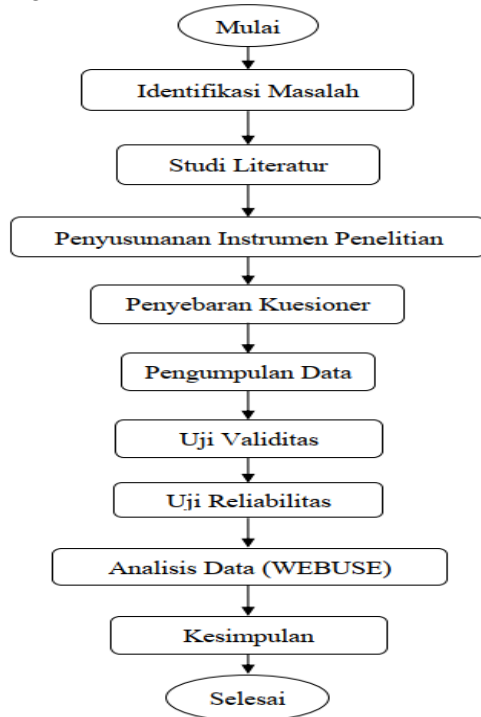 Mulai
Identifikasi Masalah
Studi Literatur
Penyusunanan Instrumen Penelitian
Penyebaran Kuesioner
Pengumpulan Data
Uji Validitas
Uji Reliabilitas
Analisis Data (WEBUSE)
Kesimpulan
Selesai